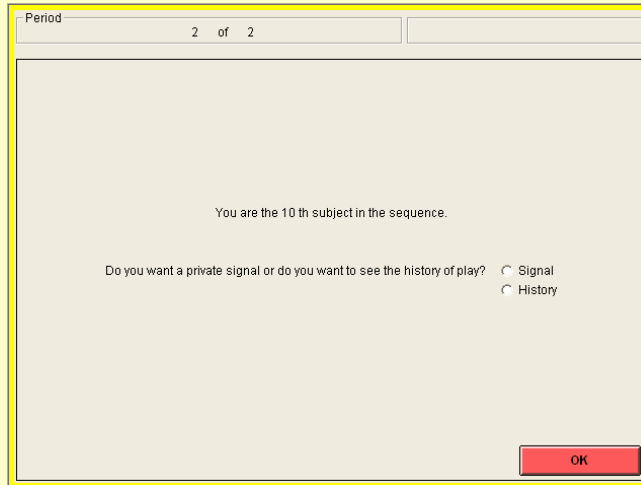 Period
2 of 2
You are the 10 th subject in the sequence.
Do you want a private signal or do you want to see the history of play? Signal
History
OK